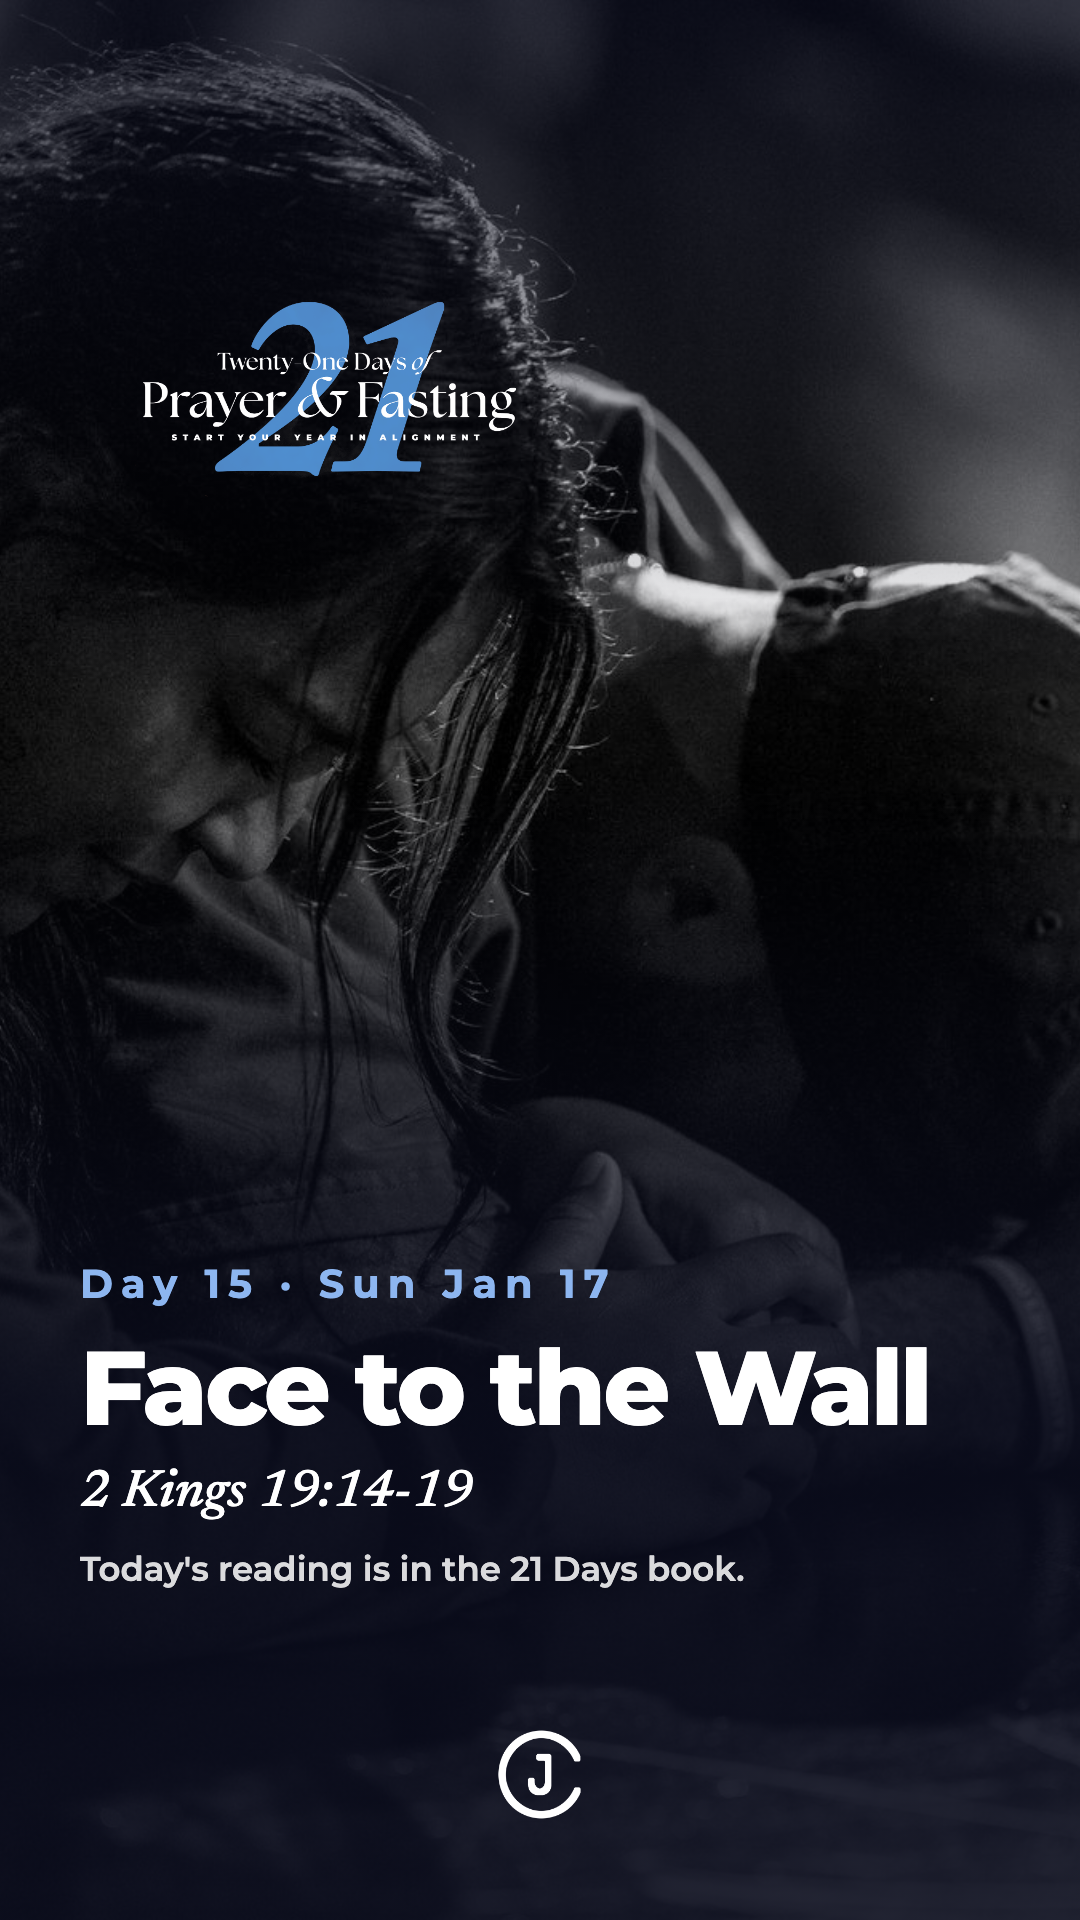 21
Twenty-One Days of
Prayer & Fasting
START YOUR YEAR IN ALIGNMENT
Day 15 · Sun Jan 17
Face to the Wall
2 Kings 19:14-19
Today's reading is in the 21 Days book.
CJ